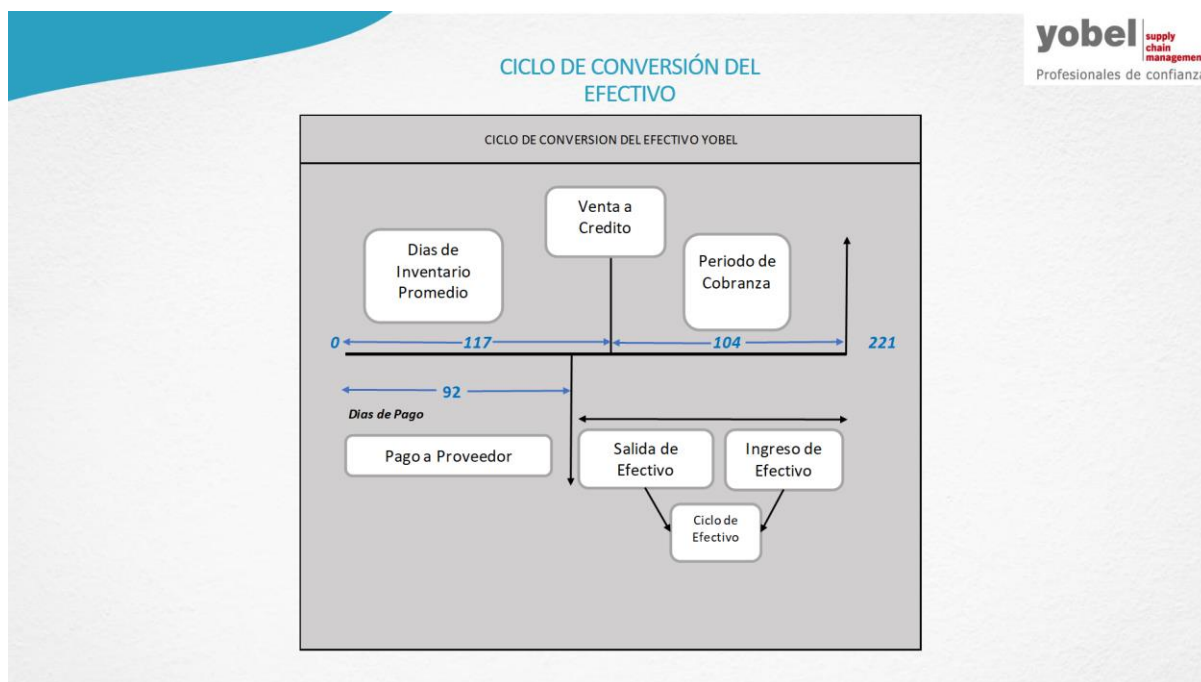 yobel
supply
chain
management
Profesionales de confianza
CICLO DE CONVERSIÓN DEL
EFECTIVO
CICLO DE CONVERSION DEL EFECTIVO YOBEL
Venta a
Credito
Dias de
Inventario
Promedio
Periodo de
Cobranza
0
117
104
221
92
Dias de Pago
Pago a Proveedor
Salida de
Efectivo
Ingreso de
Efectivo
Ciclo de
Efectivo